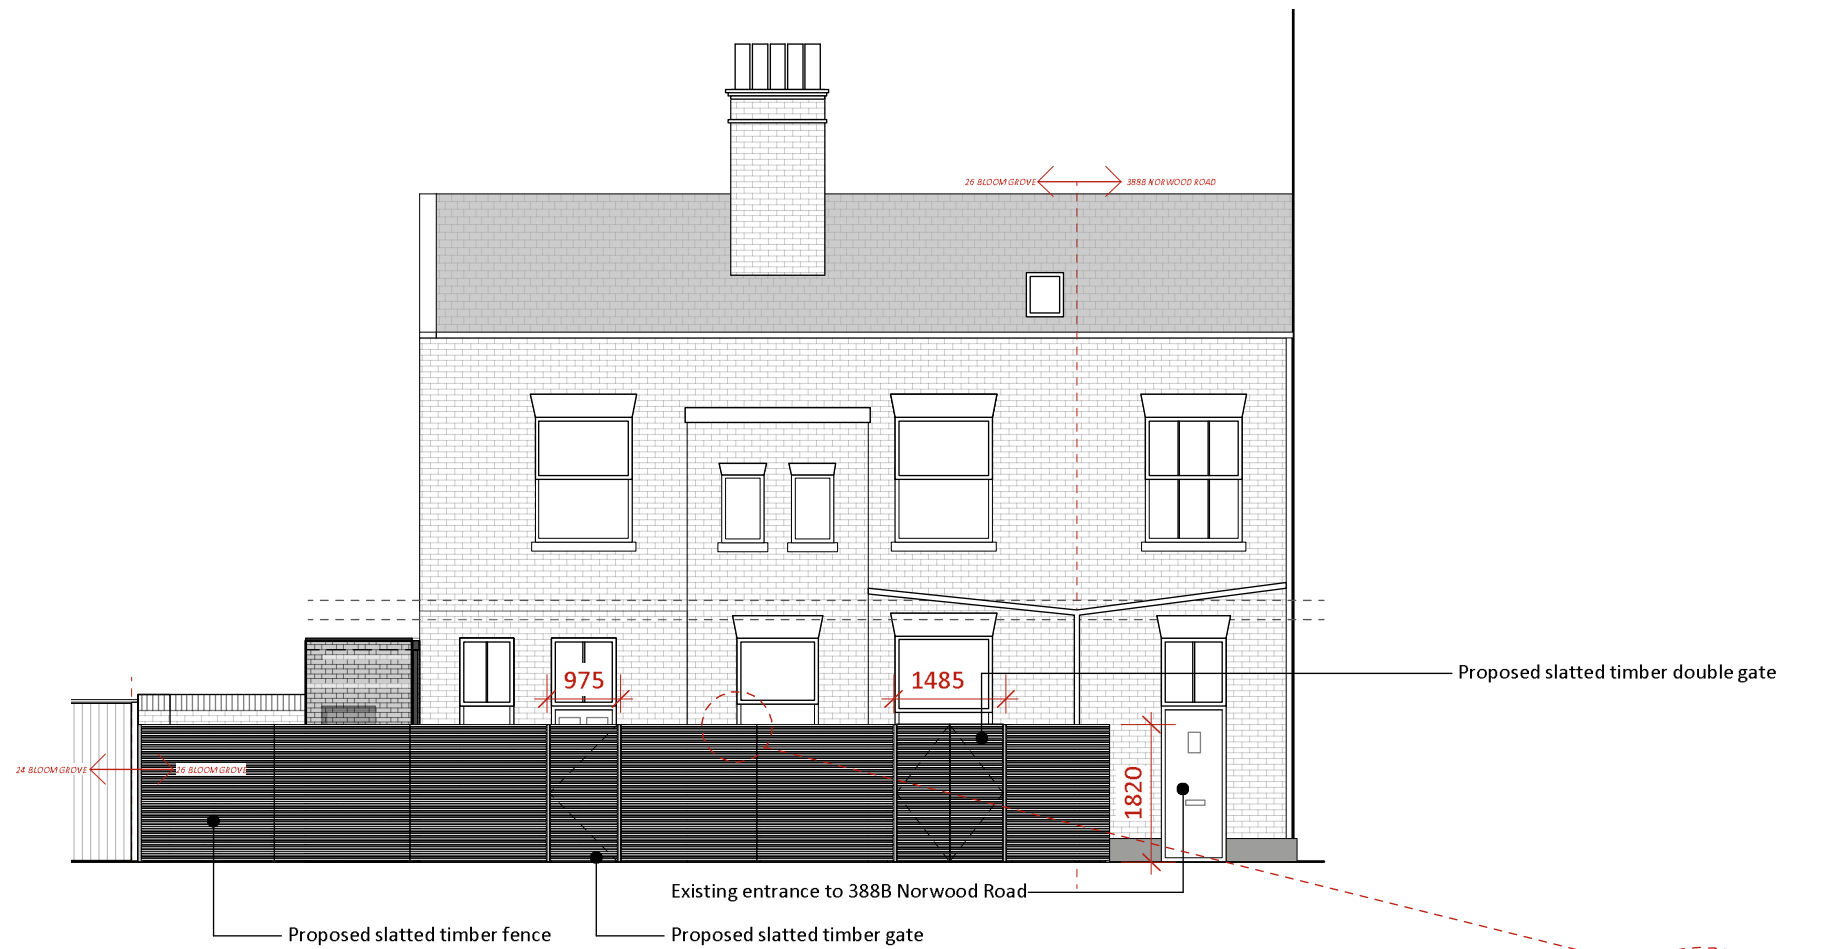 26 BLOOM GROVE
388B NORWOOD ROAD
Proposed slatted timber double gate
975
1485
24 BLOOM GROVE
26 BLOOM GROVE
1820
Existing entrance to 388B Norwood Road
Proposed slatted timber fence
Proposed slatted timber gate